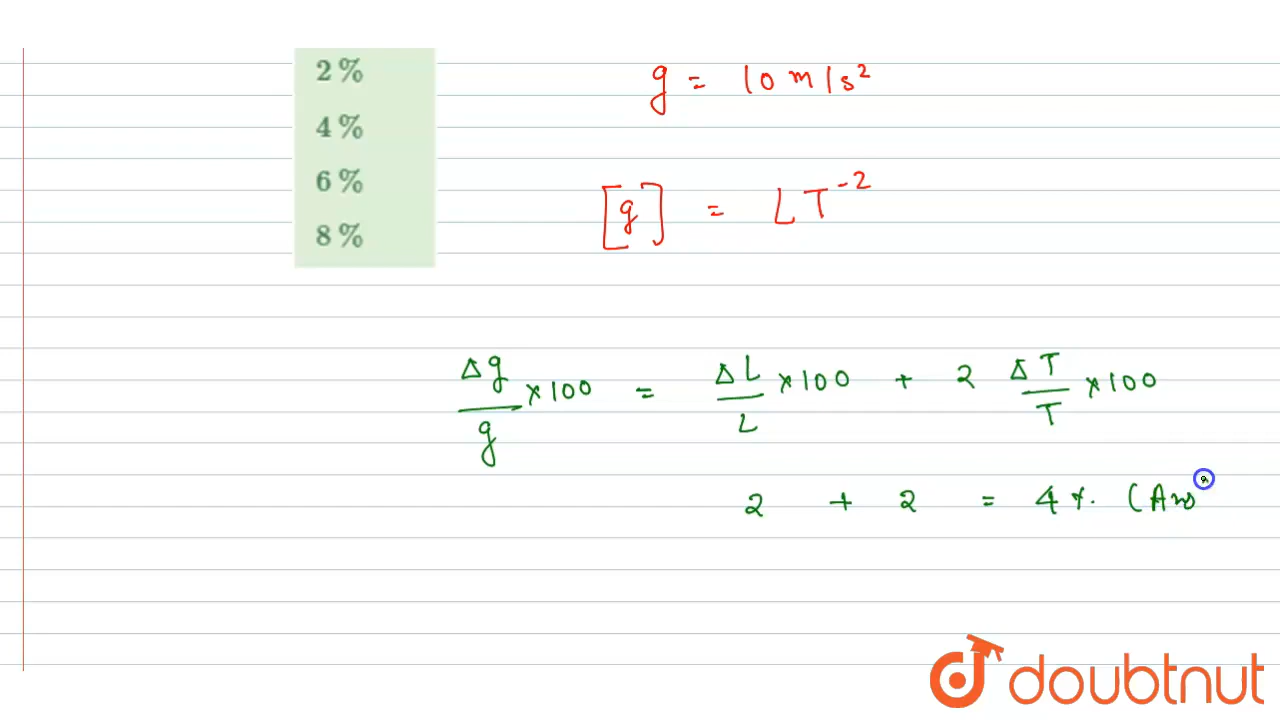 2 %
4 %
6 %
8 %
g = 10 m/s²
[g] = L T⁻²
Δg/g × 100 = ΔL/L × 100 + 2 ΔT/T × 100
2 + 2 = 4 %. (Ans
doubtnut